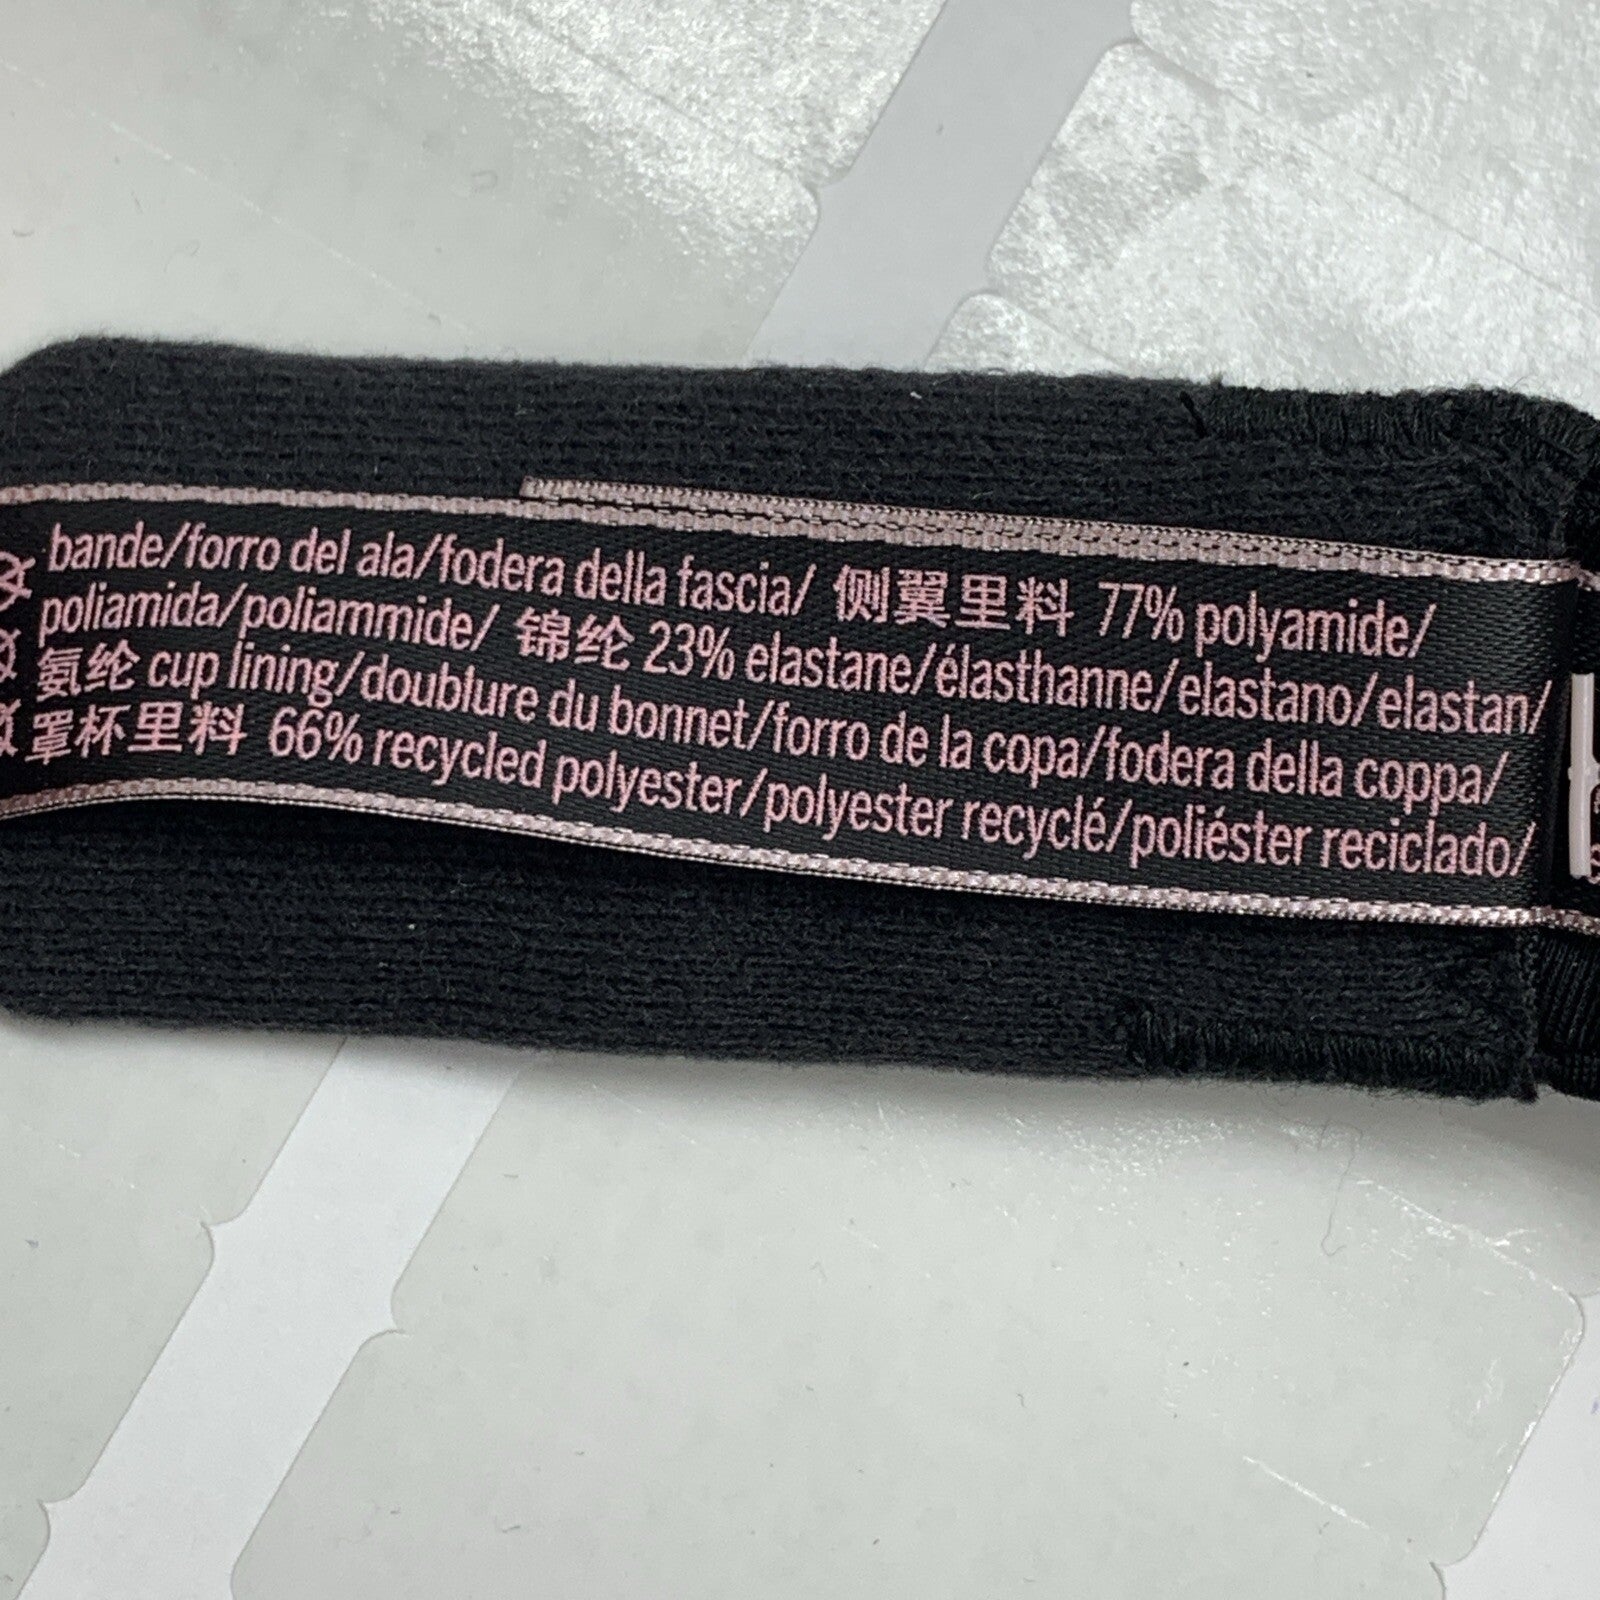 bande/forro del ala/fodera della fascia/ 侧翼里料 77% polyamide/
poliamida/poliammide/ 锦纶 23% elastane/élasthanne/elastano/elastan/
氨纶 cup lining/doublure du bonnet/forro de la copa/fodera della coppa/
罩杯里料 66% recycled polyester/polyester recyclé/poliéster reciclado/